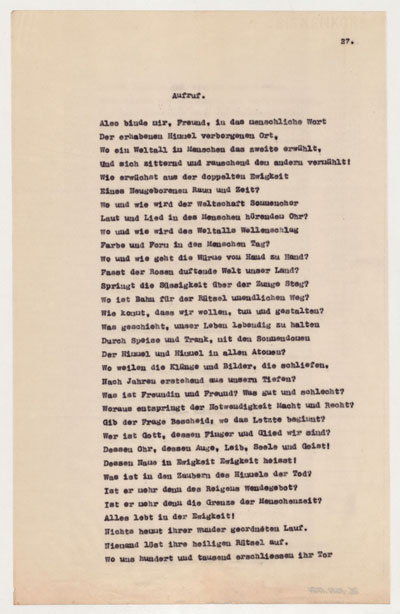 27.
Aufruf.
Also binde mir, Freund, in das menschliche Wort
Der erhabenen Himmel verborgenen Ort,
Wo ein Weltall im Menschen das zweite erwählt,
Und sich zitternd und rauschend dem andern vermählt!
Wie erwächst aus der doppelten Ewigkeit
Eines Neugeborenen Raum und Zeit?
Wo und wie wird der Weltschaft Sonnenchor
Laut und Lied in des Menschen hörenden Ohr?
Wo und wie wird des Weltalls Wellenschlag
Farbe und Form in des Menschen Tag?
Wo und wie geht die Würme von Hand zu Hand?
Fasst der Rosen duftende Welt unser Land?
Springt die Süssigkeit über der Zunge Steg?
Wo ist Bahn für der Rätsel unendlichen Weg?
Wie kommt, dass wir wollen, tun und gestalten?
Was geschieht, unser Leben lebendig zu halten
Durch Speise und Trank, mit den Sonnendomen
Der Himmel und Himmel in allen Atomen?
Wo weilen die Klänge und Bilder, die schliefen,
Nach Jahren erstehend aus unsern Tiefen?
Was ist Freundin und Freund? Was gut und schlecht?
Woraus entspringt der Notwendigkeit Macht und Recht?
Gib der Frage Bescheid; wo das Letzte beginnt?
Wer ist Gott, dessen Finger und Glied wir sind?
Dessen Ohr, dessen Auge, Leib, Seele und Geist!
Dessen Haus in Ewigkeit Ewigkeit heisst!
Was ist in den Zaubern des Himmels der Tod?
Ist er mehr denn des Reigens Wendegebot?
Ist er mehr denn die Grenze der Menschenzeit?
Alles lebt in der Ewigkeit!
Nichts hemmt ihrer Wunder geordneten Lauf.
Niemand löst ihre heiligen Rätsel auf.
Wo uns hundert und tausend erschliessen ihr Tor